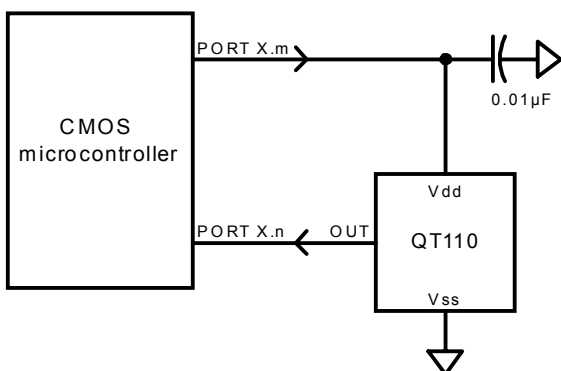 PORT X.m
0.01µF
CMOS
microcontroller
Vdd
PORT X.n
OUT
QT110
Vss